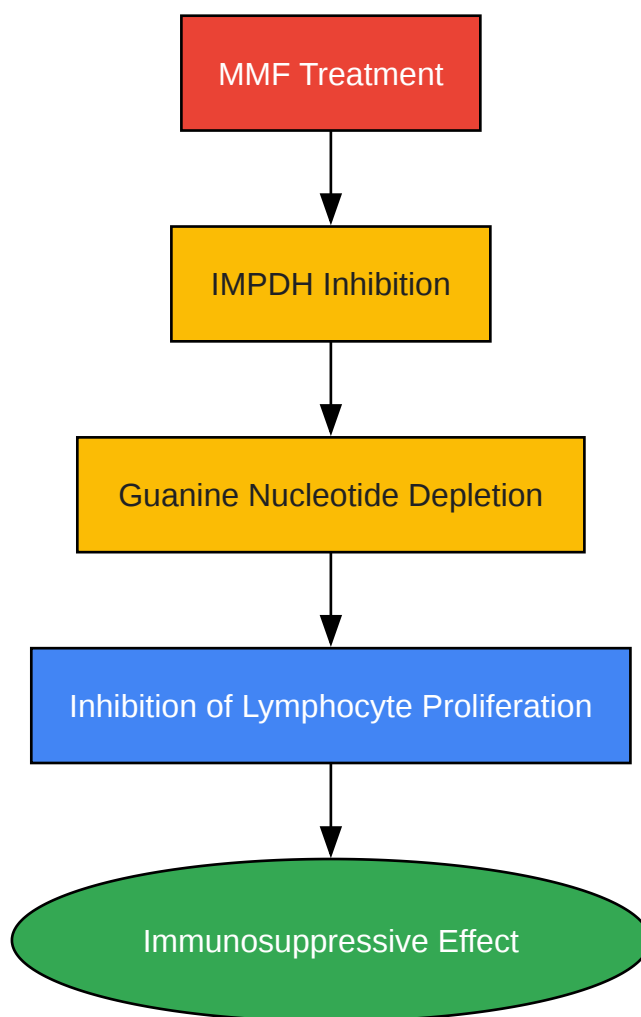 MMF Treatment
IMPDH Inhibition
Guanine Nucleotide Depletion
Inhibition of Lymphocyte Proliferation
Immunosuppressive Effect